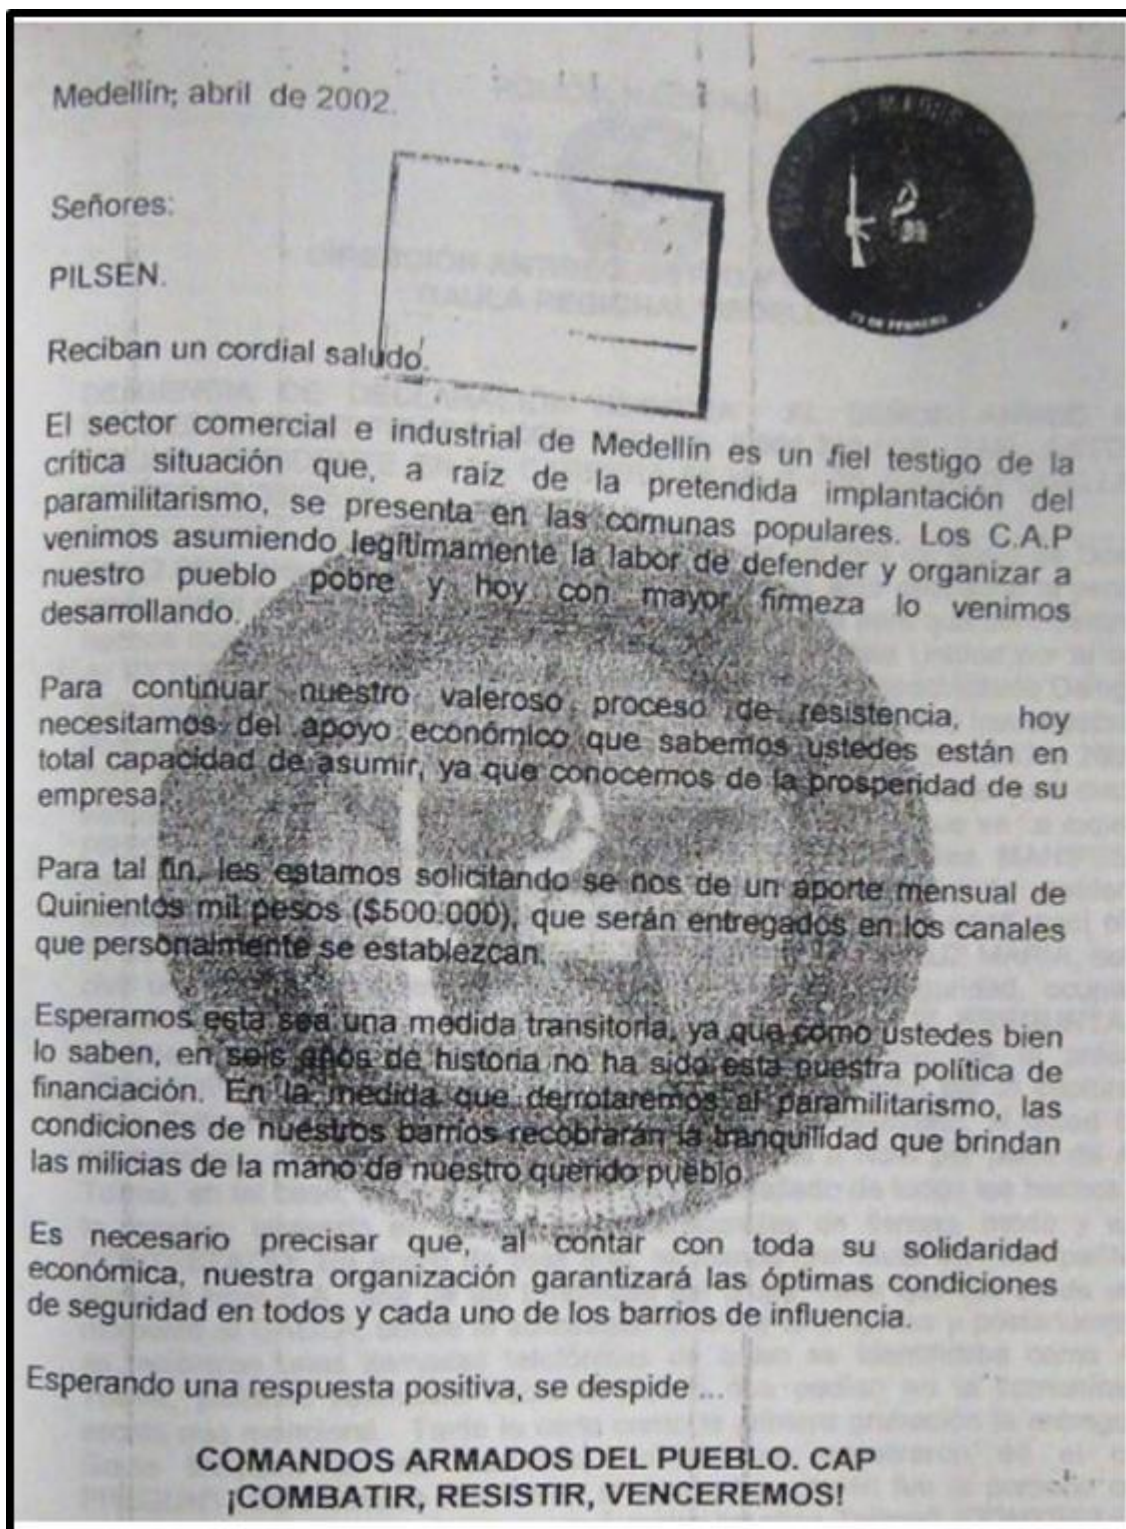 Medellín; abril de 2002.
Señores:
PILSEN.
Reciban un cordial saludo.
El sector comercial e industrial de Medellín es un fiel testigo de la
crítica situación que, a raíz de la pretendida implantación del
paramilitarismo, se presenta en las comunas populares. Los C.A.P
venimos asumiendo legítimamente la labor de defender y organizar a
nuestro pueblo pobre y hoy con mayor firmeza lo venimos
desarrollando.
Para continuar nuestro valeroso proceso de resistencia, hoy
necesitamos del apoyo económico que sabemos ustedes están en
total capacidad de asumir, ya que conocemos de la prosperidad de su
empresa.
Para tal fin, les estamos solicitando se nos de un aporte mensual de
Quinientos mil pesos ($500.000), que serán entregados en los canales
que personalmente se establezcan.
Esperamos esta sea una medida transitoria, ya que como ustedes bien
lo saben, en seis años de historia no ha sido esta nuestra política de
financiación. En la medida que derrotaremos al paramilitarismo, las
condiciones de nuestros barrios recobrarán la tranquilidad que brindan
las milicias de la mano de nuestro querido pueblo.
DE FEBRERO
Es necesario precisar que, al contar con toda su solidaridad
económica, nuestra organización garantizará las óptimas condiciones
de seguridad en todos y cada uno de los barrios de influencia.
Esperando una respuesta positiva, se despide ...
COMANDOS ARMADOS DEL PUEBLO. CAP
¡COMBATIR, RESISTIR, VENCEREMOS!